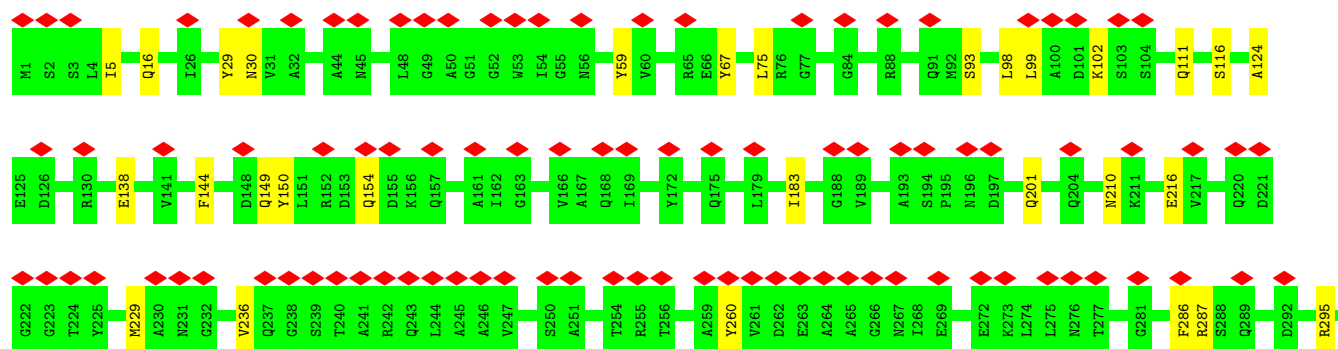 M1 S2 S3 L4 I5 Q16 I26 Y29 N30 V31 A32 A44 N45 L48 G49 A50 G51 G52 W53 I54 G55 N56 Y59 V60 R65 E66 Y67 L75 R76 G77 G84 R88 Q91 M92 S93 L98 L99 A100 D101 K102 S103 S104 Q111 S116 A124
E125 D126 R130 E138 V141 F144 D148 Q149 Y150 L151 R152 D153 Q154 D155 K156 Q157 A161 I162 G163 V166 A167 Q168 I169 Y172 Q175 L179 I183 G188 V189 A193 S194 P195 N196 D197 Q201 Q204 N210 K211 E216 V217 Q220 D221
G222 G223 T224 Y225 M229 A230 N231 G232 V236 Q237 G238 S239 T240 A241 R242 Q243 L244 A245 A246 V247 S250 A251 T254 R255 T256 A259 Y260 V261 D262 E263 A264 A265 G266 N267 I268 E269 E272 K273 L274 L275 N276 T277 G281 F286 R287 S288 Q289 D292 R295